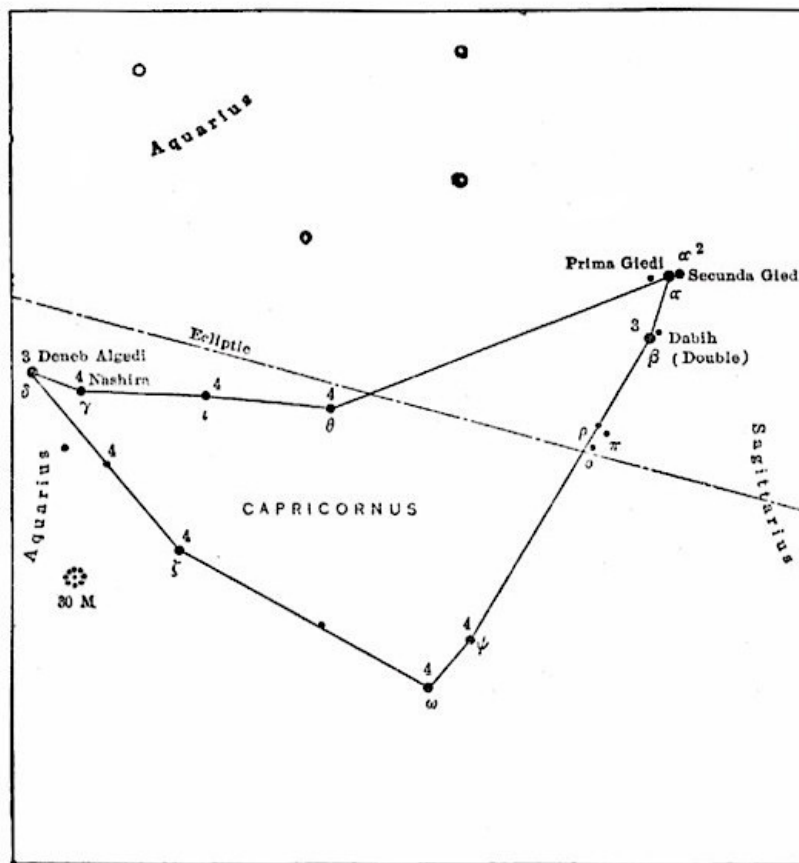 Aquarius
α 2
Prima Giedi
Secunda Gied
α
Ecliptic
3
Dabih
β (Double)
3 Deneb Algedi
δ
4 Nashira
γ
4
ι
4
θ
ρ
π
ο
Sagittarius
Aquarius
4
CAPRICORNUS
4
ζ
30 M
4
ψ
4
ω